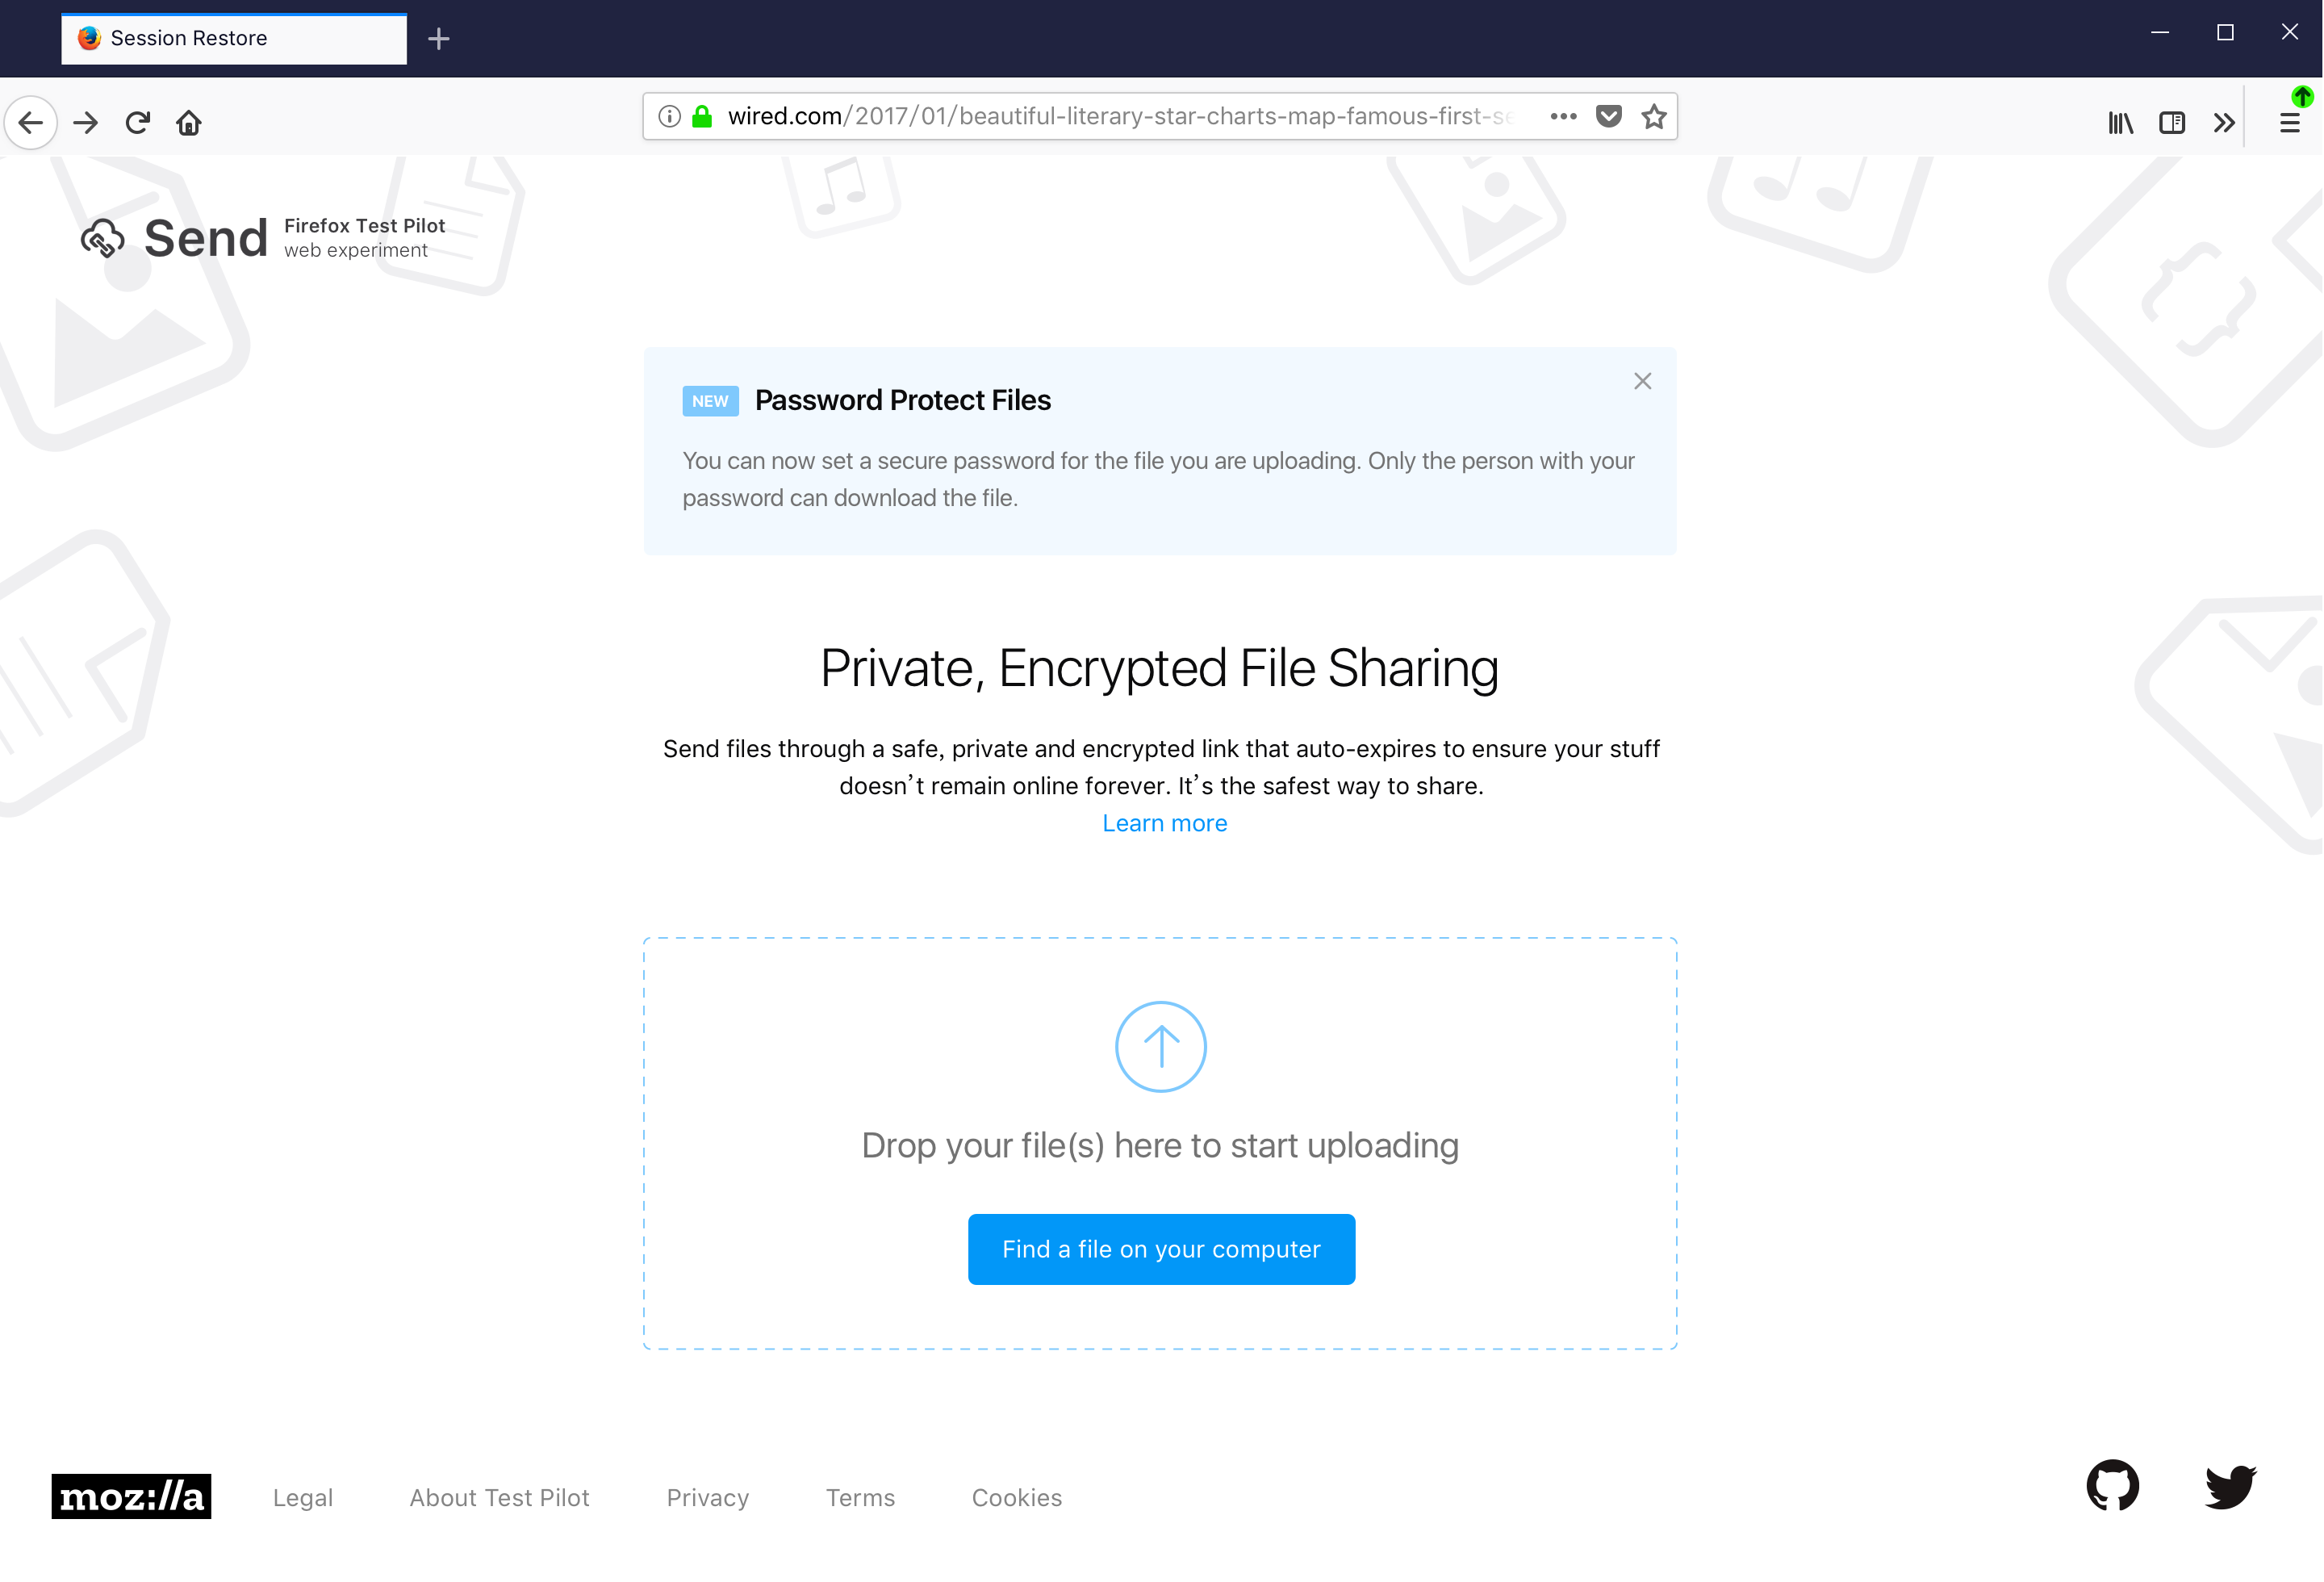 Session Restore
wired.com/2017/01/beautiful-literary-star-charts-map-famous-first-se
Send
Firefox Test Pilot
web experiment
NEW Password Protect Files
You can now set a secure password for the file you are uploading. Only the person with your
password can download the file.
Private, Encrypted File Sharing
Send files through a safe, private and encrypted link that auto-expires to ensure your stuff
doesn’t remain online forever. It’s the safest way to share.
Learn more
Drop your file(s) here to start uploading
Find a file on your computer
moz://a Legal About Test Pilot Privacy Terms Cookies